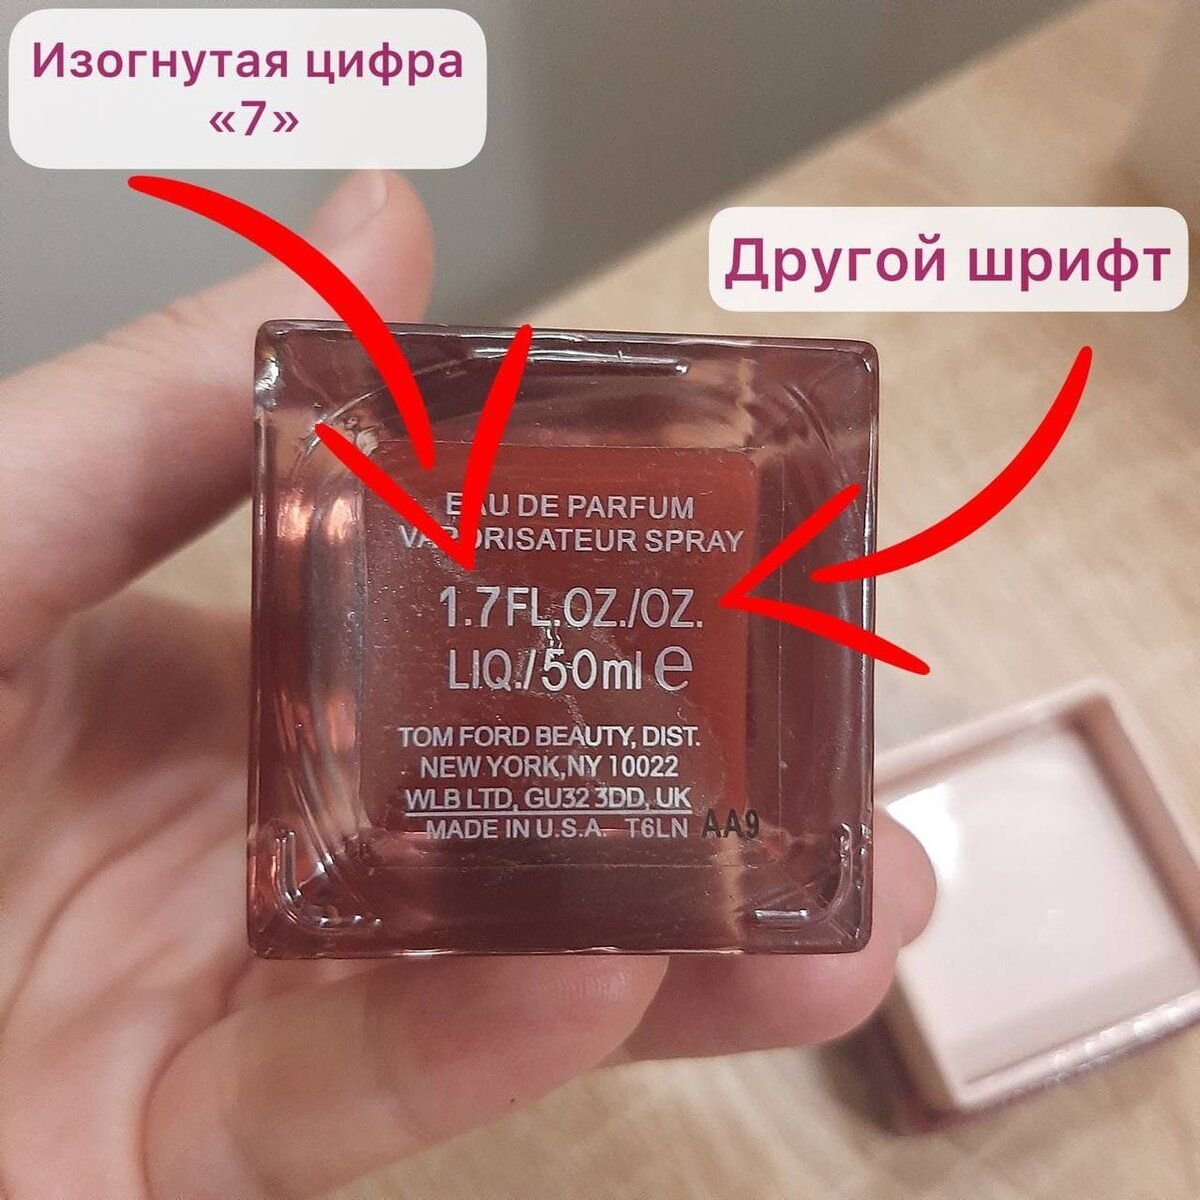 Изогнутая цифра
«7»
Другой шрифт
EAU DE PARFUM
VAPORISATEUR SPRAY
1.7FL.OZ./OZ.
LIQ./50ml e
TOM FORD BEAUTY, DIST.
NEW YORK,NY 10022
WLB LTD, GU32 3DD, UK
MADE IN U.S.A. T6LN AA9